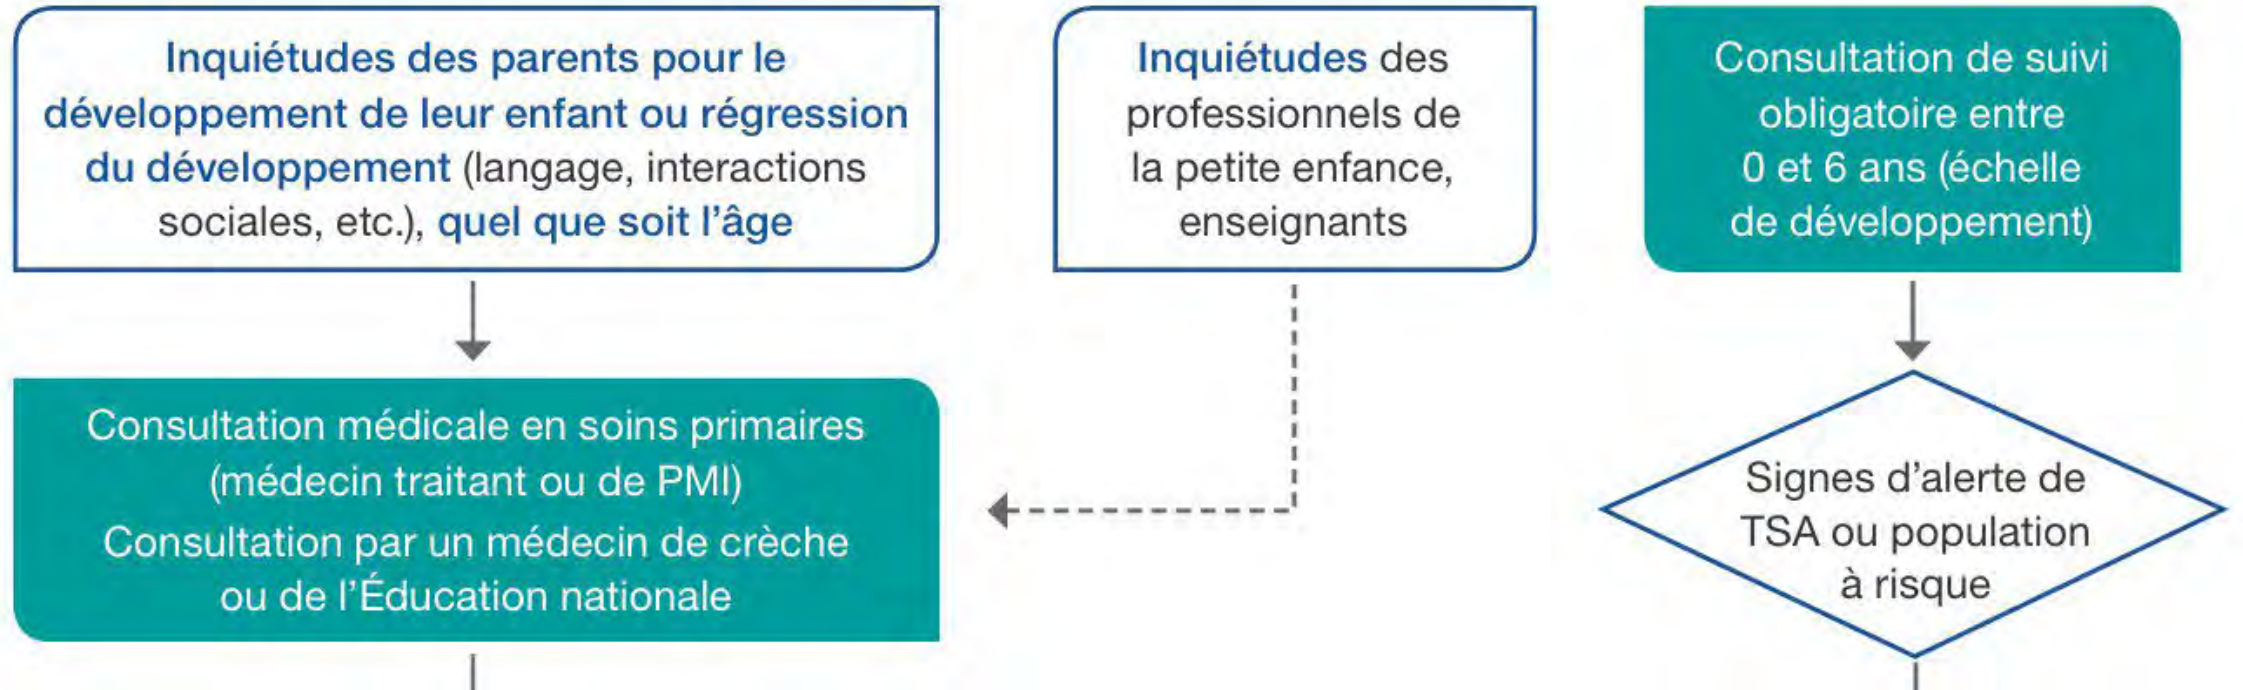 Inquiétudes des parents pour le
développement de leur enfant ou régression
du développement (langage, interactions
sociales, etc.), quel que soit l'âge
Inquiétudes des
professionnels de
la petite enfance,
enseignants
Consultation de suivi
obligatoire entre
0 et 6 ans (échelle
de développement)
Consultation médicale en soins primaires
(médecin traitant ou de PMI)
Consultation par un médecin de crèche
ou de l'Éducation nationale
Signes d'alerte de
TSA ou population
à risque